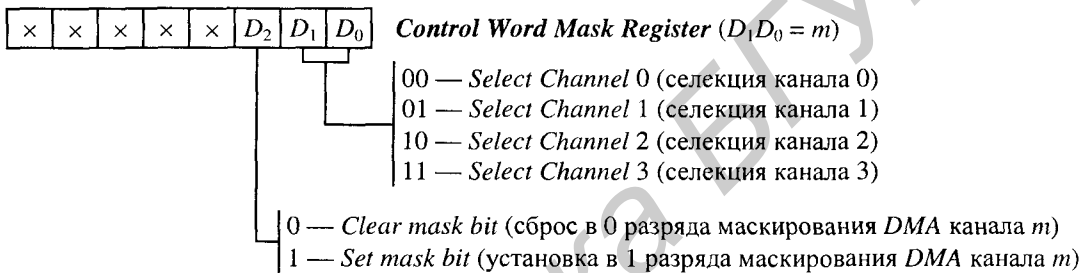 × × × × × D₂ D₁ D₀ Control Word Mask Register (D₁D₀ = m)
00 — Select Channel 0 (селекция канала 0)
01 — Select Channel 1 (селекция канала 1)
10 — Select Channel 2 (селекция канала 2)
11 — Select Channel 3 (селекция канала 3)
0 — Clear mask bit (сброс в 0 разряда маскирования DMA канала m)
1 — Set mask bit (установка в 1 разряда маскирования DMA канала m)